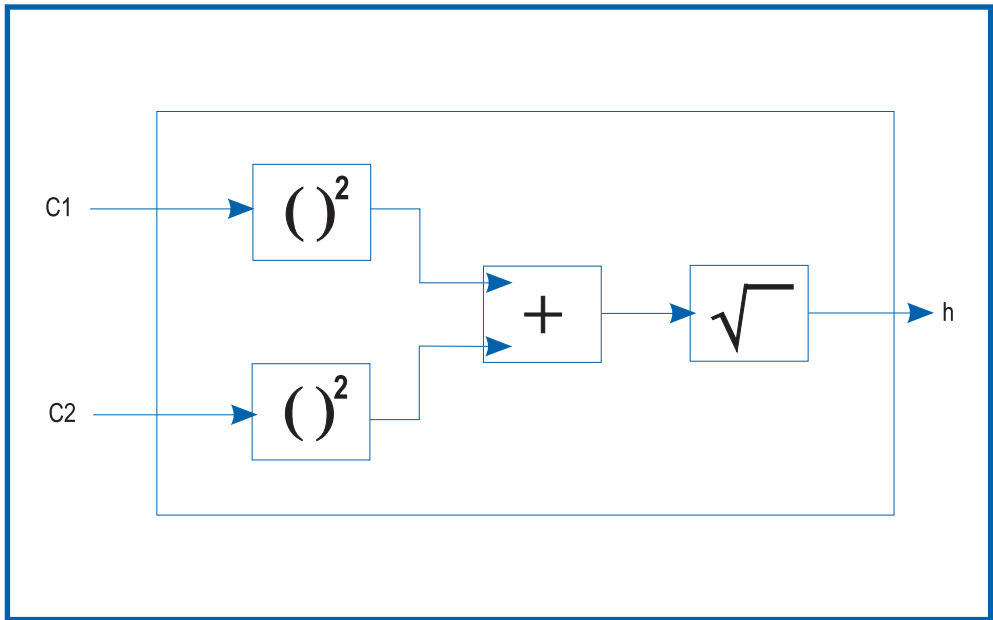 C1
( )²
+
√
h
C2
( )²